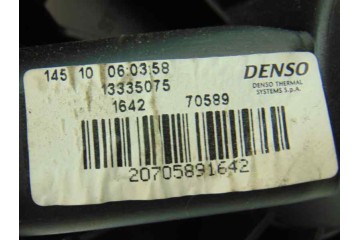 145 10 06:03:58 DENSO
13335075 DENSO THERMAL
1642 70589 SYSTEMS S.p.A.
20705891642